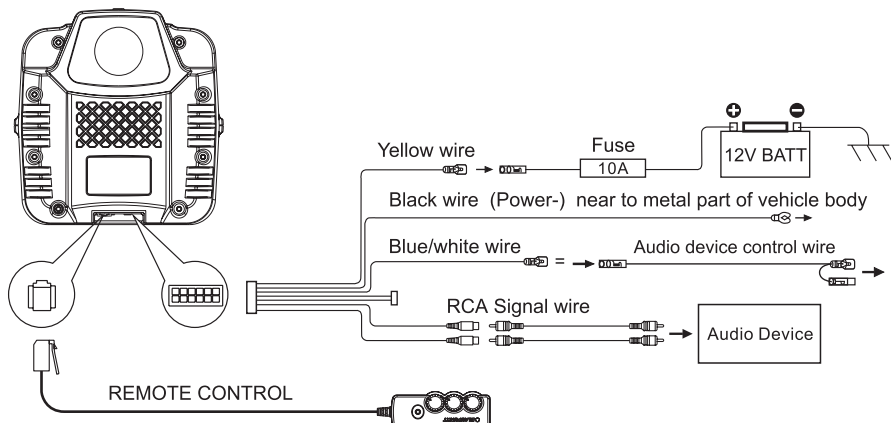 Yellow wire
Fuse
10A
12V BATT
Black wire (Power-) near to metal part of vehicle body
Blue/white wire
=
Audio device control wire
RCA Signal wire
Audio Device
REMOTE CONTROL
BLAUPUNKT